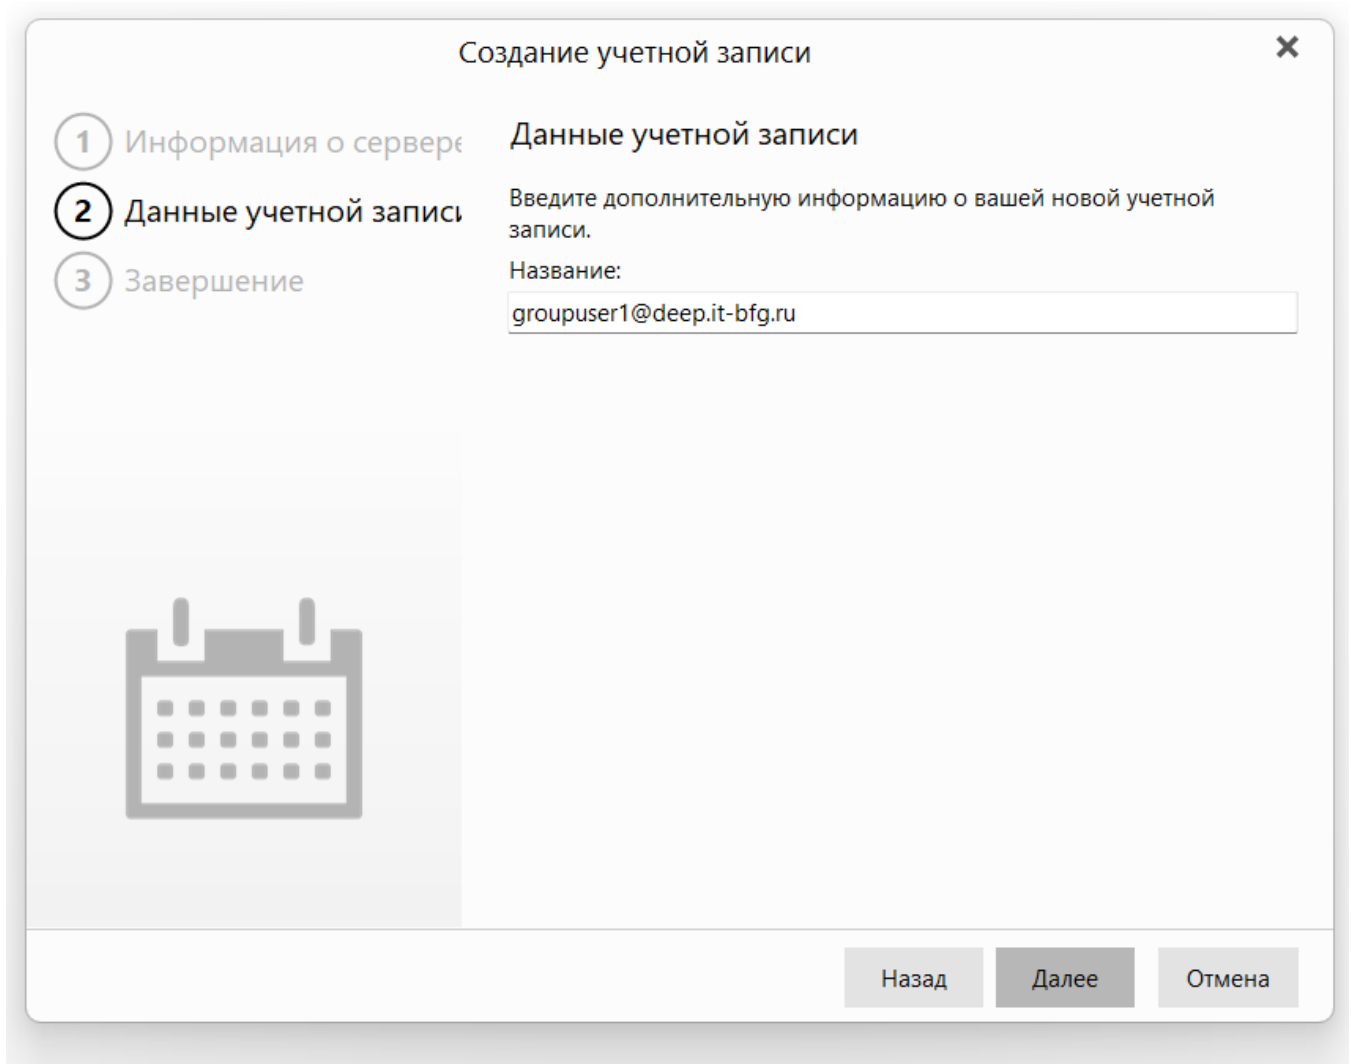 Создание учетной записи
1 Информация о сервере
2 Данные учетной записи
3 Завершение
Данные учетной записи
Введите дополнительную информацию о вашей новой учетной
записи.
Название:
groupuser1@deep.it-bfg.ru
Назад
Далее
Отмена